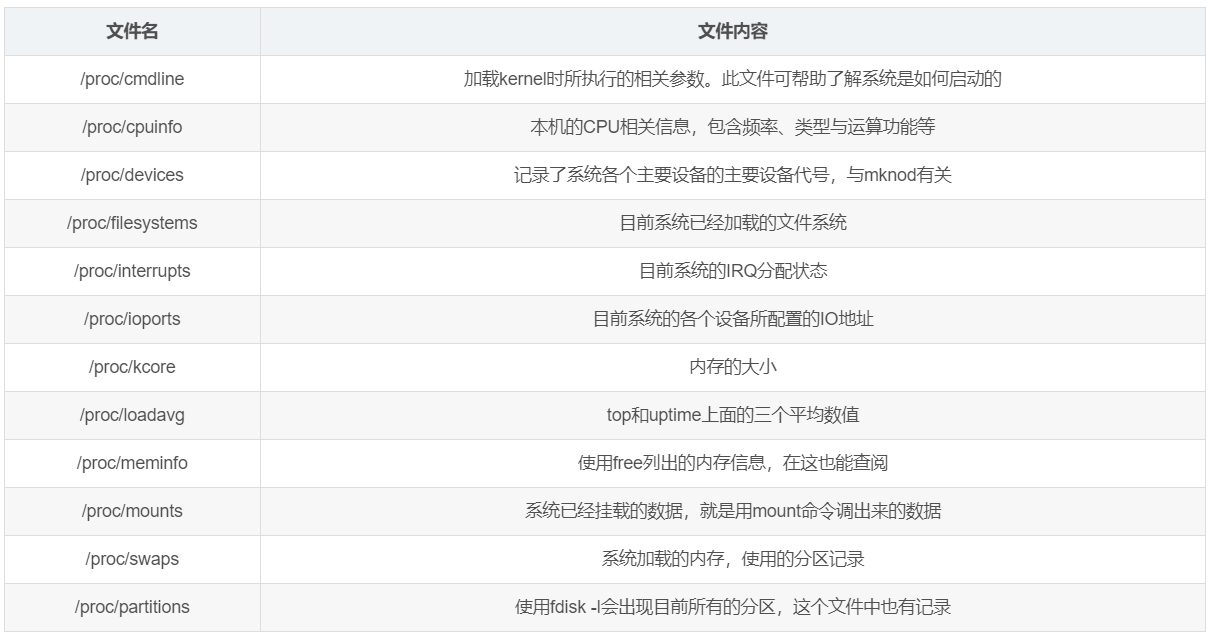 文件名 文件内容
/proc/cmdline 加载kernel时所执行的相关参数。此文件可帮助了解系统是如何启动的
/proc/cpuinfo 本机的CPU相关信息，包含频率、类型与运算功能等
/proc/devices 记录了系统各个主要设备的主要设备代号，与mknod有关
/proc/filesystems 目前系统已经加载的文件系统
/proc/interrupts 目前系统的IRQ分配状态
/proc/ioports 目前系统的各个设备所配置的IO地址
/proc/kcore 内存的大小
/proc/loadavg top和uptime上面的三个平均数值
/proc/meminfo 使用free列出的内存信息，在这也能查阅
/proc/mounts 系统已经挂载的数据，就是用mount命令调出来的数据
/proc/swaps 系统加载的内存，使用的分区记录
/proc/partitions 使用fdisk -l会出现目前所有的分区，这个文件中也有记录